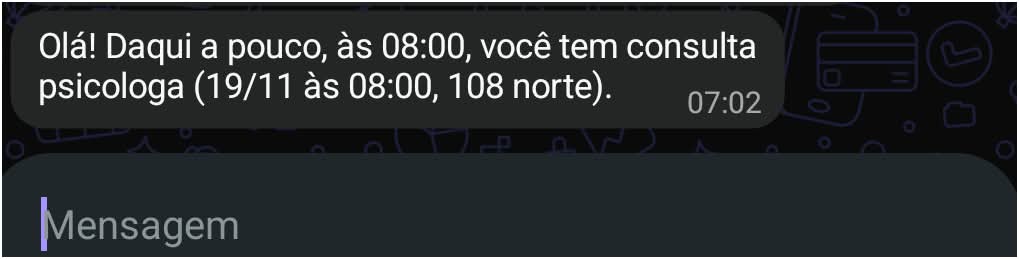 Olá! Daqui a pouco, às 08:00, você tem consulta
psicologa (19/11 às 08:00, 108 norte).
07:02
Mensagem